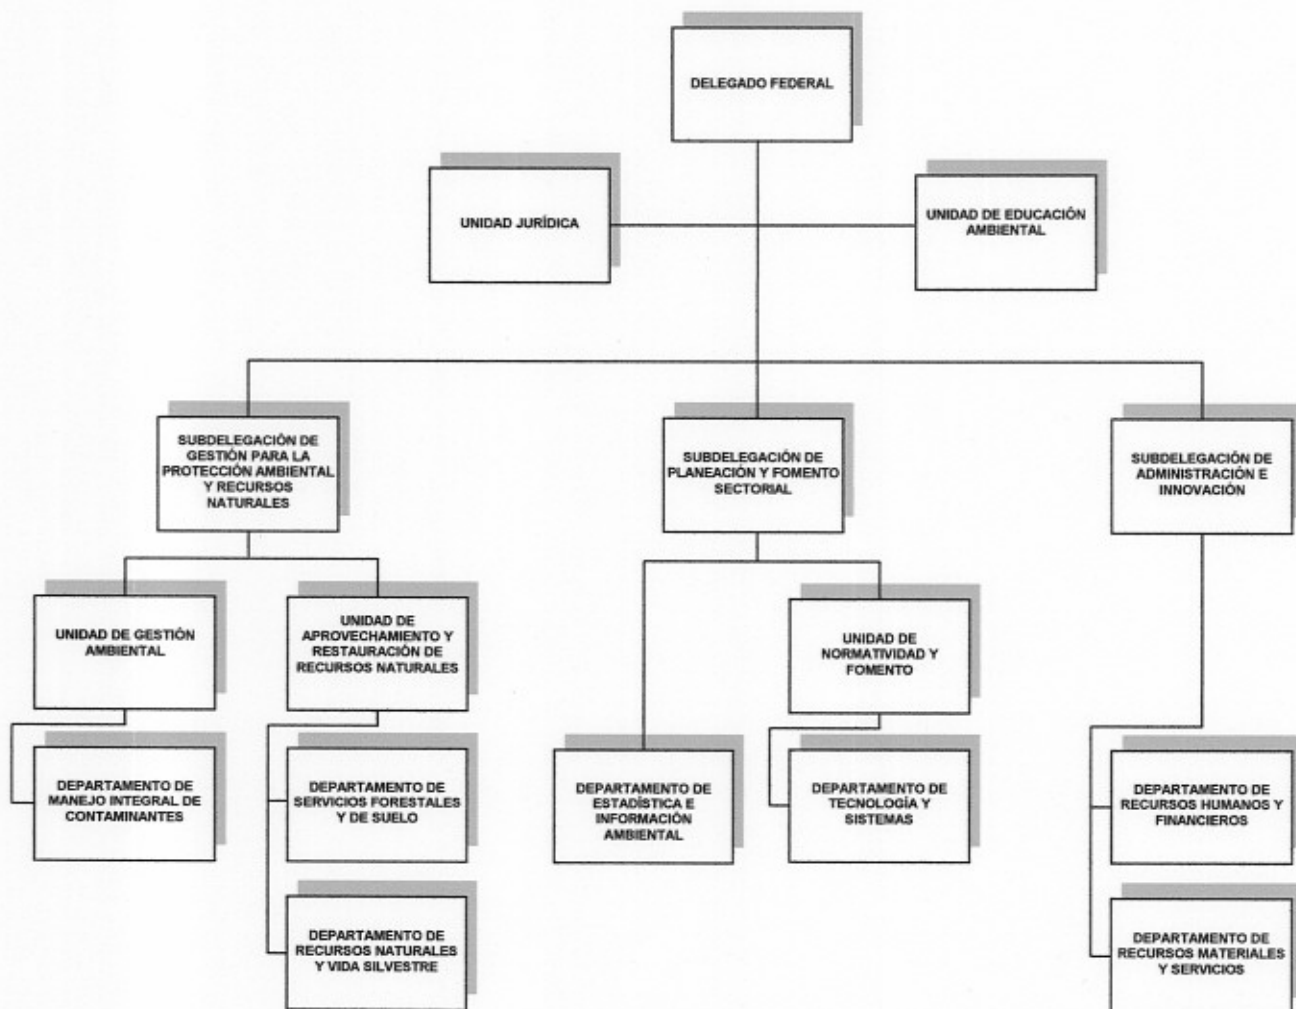 DELEGADO FEDERAL
UNIDAD JURÍDICA
UNIDAD DE EDUCACIÓN
AMBIENTAL
SUBDELEGACIÓN DE
GESTIÓN PARA LA
PROTECCIÓN AMBIENTAL
Y RECURSOS
NATURALES
SUBDELEGACIÓN DE
PLANEACIÓN Y FOMENTO
SECTORIAL
SUBDELEGACIÓN DE
ADMINISTRACIÓN E
INNOVACIÓN
UNIDAD DE GESTIÓN
AMBIENTAL
UNIDAD DE
APROVECHAMIENTO Y
RESTAURACIÓN DE
RECURSOS NATURALES
UNIDAD DE
NORMATIVIDAD Y
FOMENTO
DEPARTAMENTO DE
MANEJO INTEGRAL DE
CONTAMINANTES
DEPARTAMENTO DE
SERVICIOS FORESTALES
Y DE SUELO
DEPARTAMENTO DE
ESTADÍSTICA E
INFORMACIÓN
AMBIENTAL
DEPARTAMENTO DE
TECNOLOGÍA Y
SISTEMAS
DEPARTAMENTO DE
RECURSOS HUMANOS Y
FINANCIEROS
DEPARTAMENTO DE
RECURSOS NATURALES
Y VIDA SILVESTRE
DEPARTAMENTO DE
RECURSOS MATERIALES
Y SERVICIOS